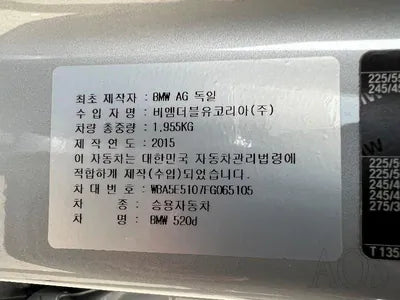 최초 제작자 : BMW AG 독일
수 입 자 명 : 비엠더블유코리아(주)
차량 총중량 : 1,955KG
제 작 연 도 : 2015
이 자동차는 대한민국 자동차관리법령에
적합하게 제작(수입)되었습니다.
차 대 번 호 : WBA5E5107FG065105
차 종 : 승용자동차
차 명 : BMW 520d
225/5
245/4
225/5
225/5
245/4
245/4
275/3
T135